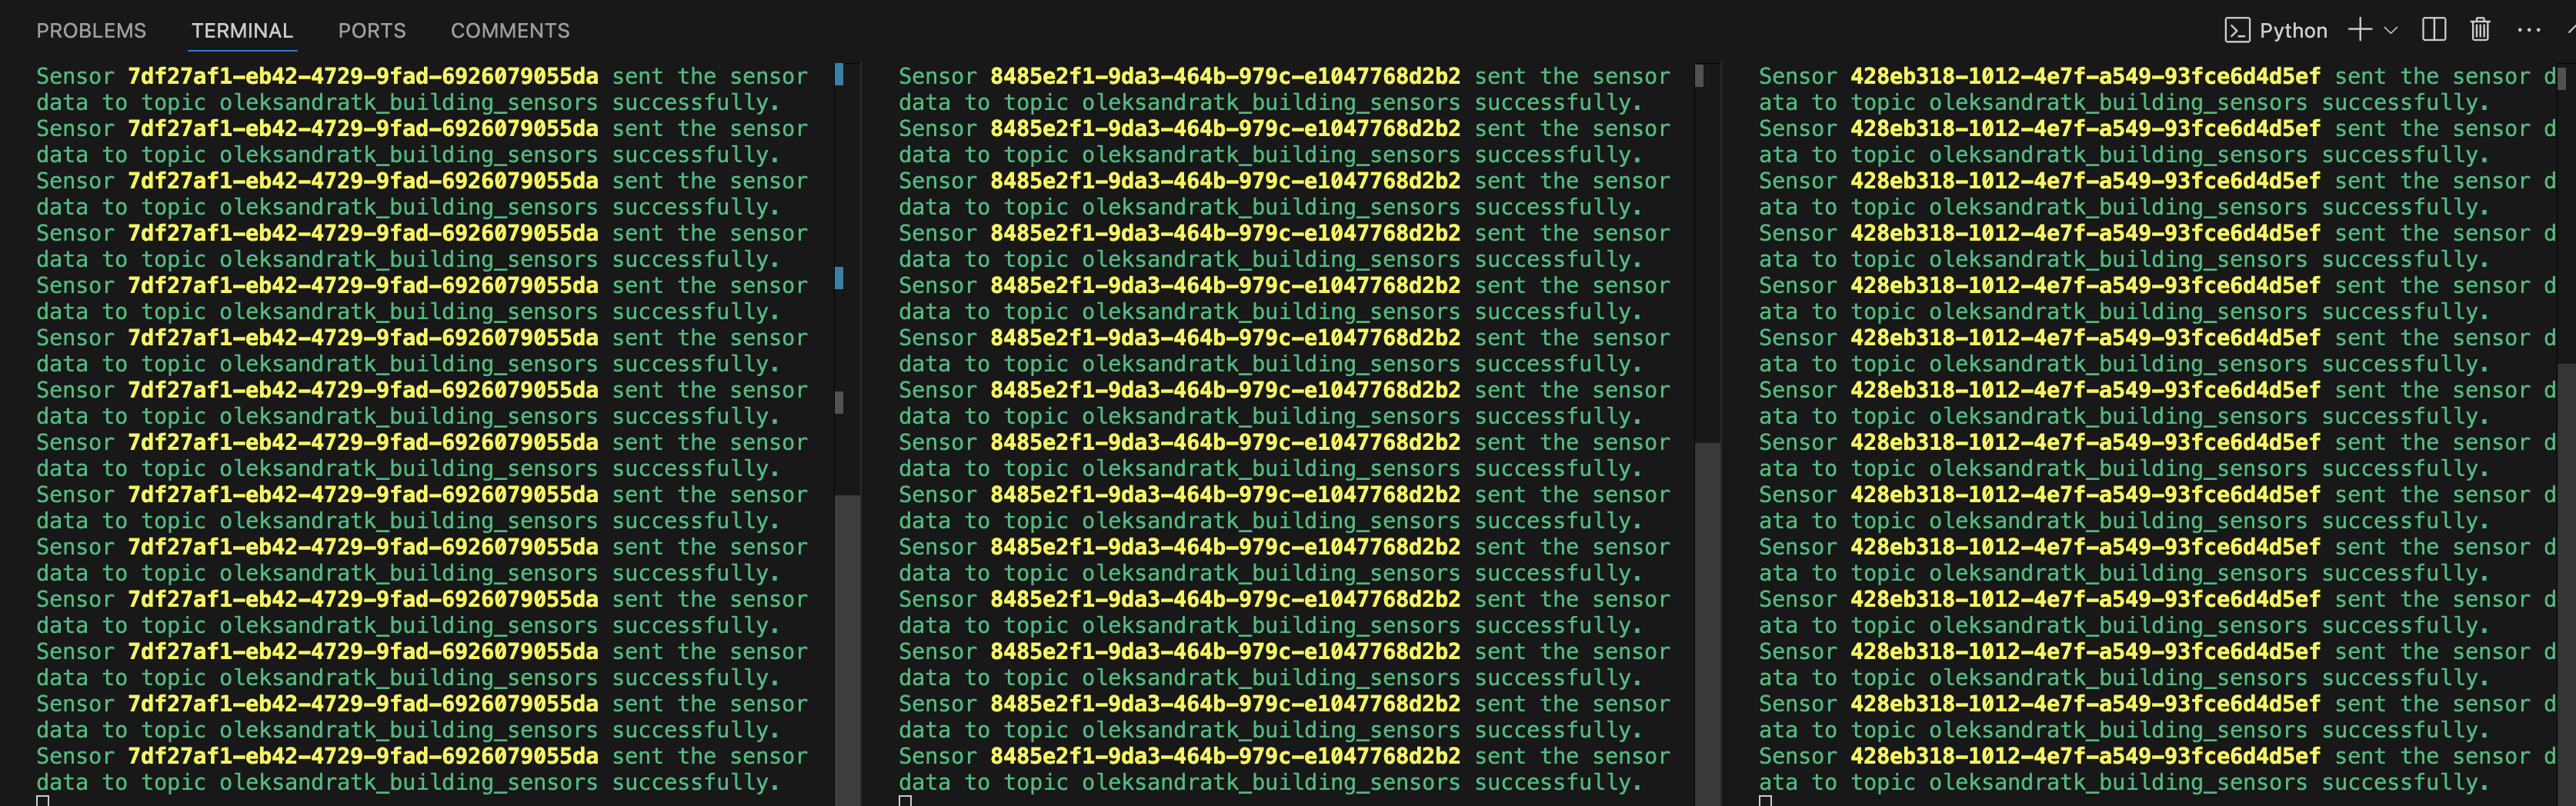 PROBLEMS TERMINAL PORTS COMMENTS Python
Sensor 7df27af1-eb42-4729-9fad-6926079055da sent the sensor
data to topic oleksandratk_building_sensors successfully.
Sensor 7df27af1-eb42-4729-9fad-6926079055da sent the sensor
data to topic oleksandratk_building_sensors successfully.
Sensor 7df27af1-eb42-4729-9fad-6926079055da sent the sensor
data to topic oleksandratk_building_sensors successfully.
Sensor 7df27af1-eb42-4729-9fad-6926079055da sent the sensor
data to topic oleksandratk_building_sensors successfully.
Sensor 7df27af1-eb42-4729-9fad-6926079055da sent the sensor
data to topic oleksandratk_building_sensors successfully.
Sensor 7df27af1-eb42-4729-9fad-6926079055da sent the sensor
data to topic oleksandratk_building_sensors successfully.
Sensor 7df27af1-eb42-4729-9fad-6926079055da sent the sensor
data to topic oleksandratk_building_sensors successfully.
Sensor 7df27af1-eb42-4729-9fad-6926079055da sent the sensor
data to topic oleksandratk_building_sensors successfully.
Sensor 7df27af1-eb42-4729-9fad-6926079055da sent the sensor
data to topic oleksandratk_building_sensors successfully.
Sensor 7df27af1-eb42-4729-9fad-6926079055da sent the sensor
data to topic oleksandratk_building_sensors successfully.
Sensor 7df27af1-eb42-4729-9fad-6926079055da sent the sensor
data to topic oleksandratk_building_sensors successfully.
Sensor 7df27af1-eb42-4729-9fad-6926079055da sent the sensor
data to topic oleksandratk_building_sensors successfully.
Sensor 7df27af1-eb42-4729-9fad-6926079055da sent the sensor
data to topic oleksandratk_building_sensors successfully.
Sensor 7df27af1-eb42-4729-9fad-6926079055da sent the sensor
data to topic oleksandratk_building_sensors successfully.
Sensor 8485e2f1-9da3-464b-979c-e1047768d2b2 sent the sensor
data to topic oleksandratk_building_sensors successfully.
Sensor 8485e2f1-9da3-464b-979c-e1047768d2b2 sent the sensor
data to topic oleksandratk_building_sensors successfully.
Sensor 8485e2f1-9da3-464b-979c-e1047768d2b2 sent the sensor
data to topic oleksandratk_building_sensors successfully.
Sensor 8485e2f1-9da3-464b-979c-e1047768d2b2 sent the sensor
data to topic oleksandratk_building_sensors successfully.
Sensor 8485e2f1-9da3-464b-979c-e1047768d2b2 sent the sensor
data to topic oleksandratk_building_sensors successfully.
Sensor 8485e2f1-9da3-464b-979c-e1047768d2b2 sent the sensor
data to topic oleksandratk_building_sensors successfully.
Sensor 8485e2f1-9da3-464b-979c-e1047768d2b2 sent the sensor
data to topic oleksandratk_building_sensors successfully.
Sensor 8485e2f1-9da3-464b-979c-e1047768d2b2 sent the sensor
data to topic oleksandratk_building_sensors successfully.
Sensor 8485e2f1-9da3-464b-979c-e1047768d2b2 sent the sensor
data to topic oleksandratk_building_sensors successfully.
Sensor 8485e2f1-9da3-464b-979c-e1047768d2b2 sent the sensor
data to topic oleksandratk_building_sensors successfully.
Sensor 8485e2f1-9da3-464b-979c-e1047768d2b2 sent the sensor
data to topic oleksandratk_building_sensors successfully.
Sensor 8485e2f1-9da3-464b-979c-e1047768d2b2 sent the sensor
data to topic oleksandratk_building_sensors successfully.
Sensor 8485e2f1-9da3-464b-979c-e1047768d2b2 sent the sensor
data to topic oleksandratk_building_sensors successfully.
Sensor 8485e2f1-9da3-464b-979c-e1047768d2b2 sent the sensor
data to topic oleksandratk_building_sensors successfully.
Sensor 428eb318-1012-4e7f-a549-93fce6d4d5ef sent the sensor d
ata to topic oleksandratk_building_sensors successfully.
Sensor 428eb318-1012-4e7f-a549-93fce6d4d5ef sent the sensor d
ata to topic oleksandratk_building_sensors successfully.
Sensor 428eb318-1012-4e7f-a549-93fce6d4d5ef sent the sensor d
ata to topic oleksandratk_building_sensors successfully.
Sensor 428eb318-1012-4e7f-a549-93fce6d4d5ef sent the sensor d
ata to topic oleksandratk_building_sensors successfully.
Sensor 428eb318-1012-4e7f-a549-93fce6d4d5ef sent the sensor d
ata to topic oleksandratk_building_sensors successfully.
Sensor 428eb318-1012-4e7f-a549-93fce6d4d5ef sent the sensor d
ata to topic oleksandratk_building_sensors successfully.
Sensor 428eb318-1012-4e7f-a549-93fce6d4d5ef sent the sensor d
ata to topic oleksandratk_building_sensors successfully.
Sensor 428eb318-1012-4e7f-a549-93fce6d4d5ef sent the sensor d
ata to topic oleksandratk_building_sensors successfully.
Sensor 428eb318-1012-4e7f-a549-93fce6d4d5ef sent the sensor d
ata to topic oleksandratk_building_sensors successfully.
Sensor 428eb318-1012-4e7f-a549-93fce6d4d5ef sent the sensor d
ata to topic oleksandratk_building_sensors successfully.
Sensor 428eb318-1012-4e7f-a549-93fce6d4d5ef sent the sensor d
ata to topic oleksandratk_building_sensors successfully.
Sensor 428eb318-1012-4e7f-a549-93fce6d4d5ef sent the sensor d
ata to topic oleksandratk_building_sensors successfully.
Sensor 428eb318-1012-4e7f-a549-93fce6d4d5ef sent the sensor d
ata to topic oleksandratk_building_sensors successfully.
Sensor 428eb318-1012-4e7f-a549-93fce6d4d5ef sent the sensor d
ata to topic oleksandratk_building_sensors successfully.